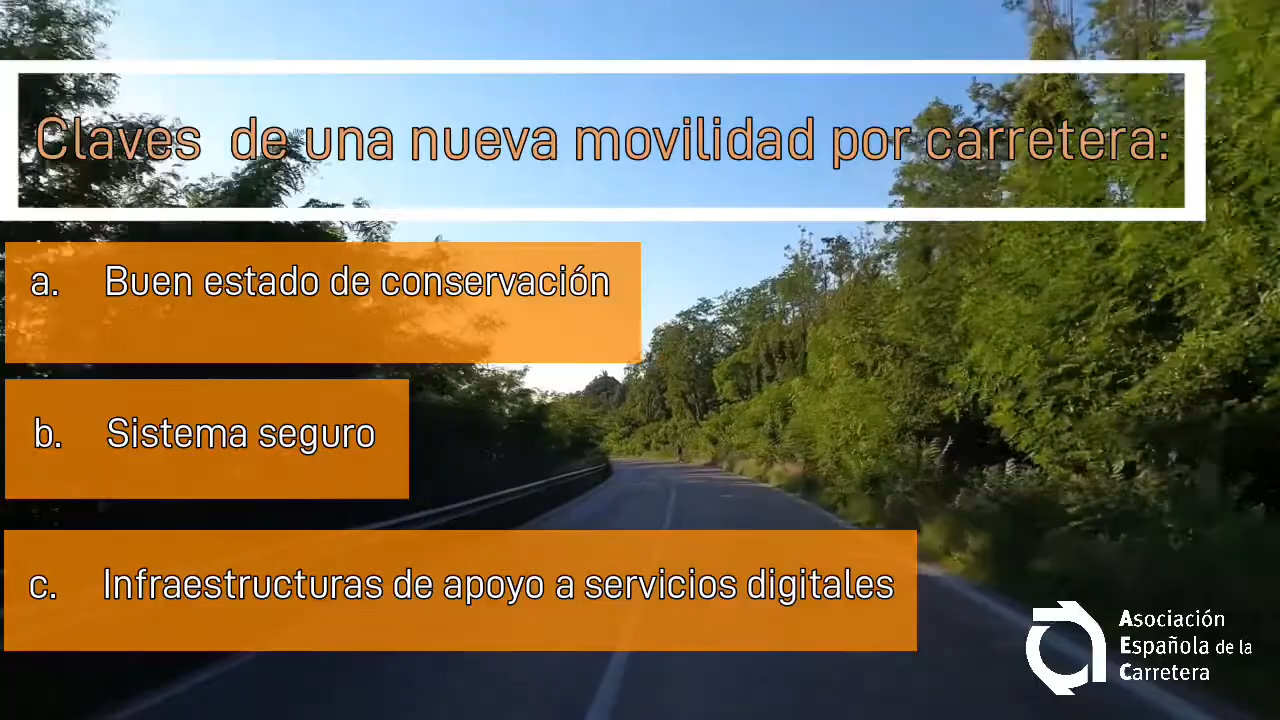 Claves de una nueva movilidad por carretera:
a. Buen estado de conservación
b. Sistema seguro
c. Infraestructuras de apoyo a servicios digitales
Asociación
Española de la
Carretera